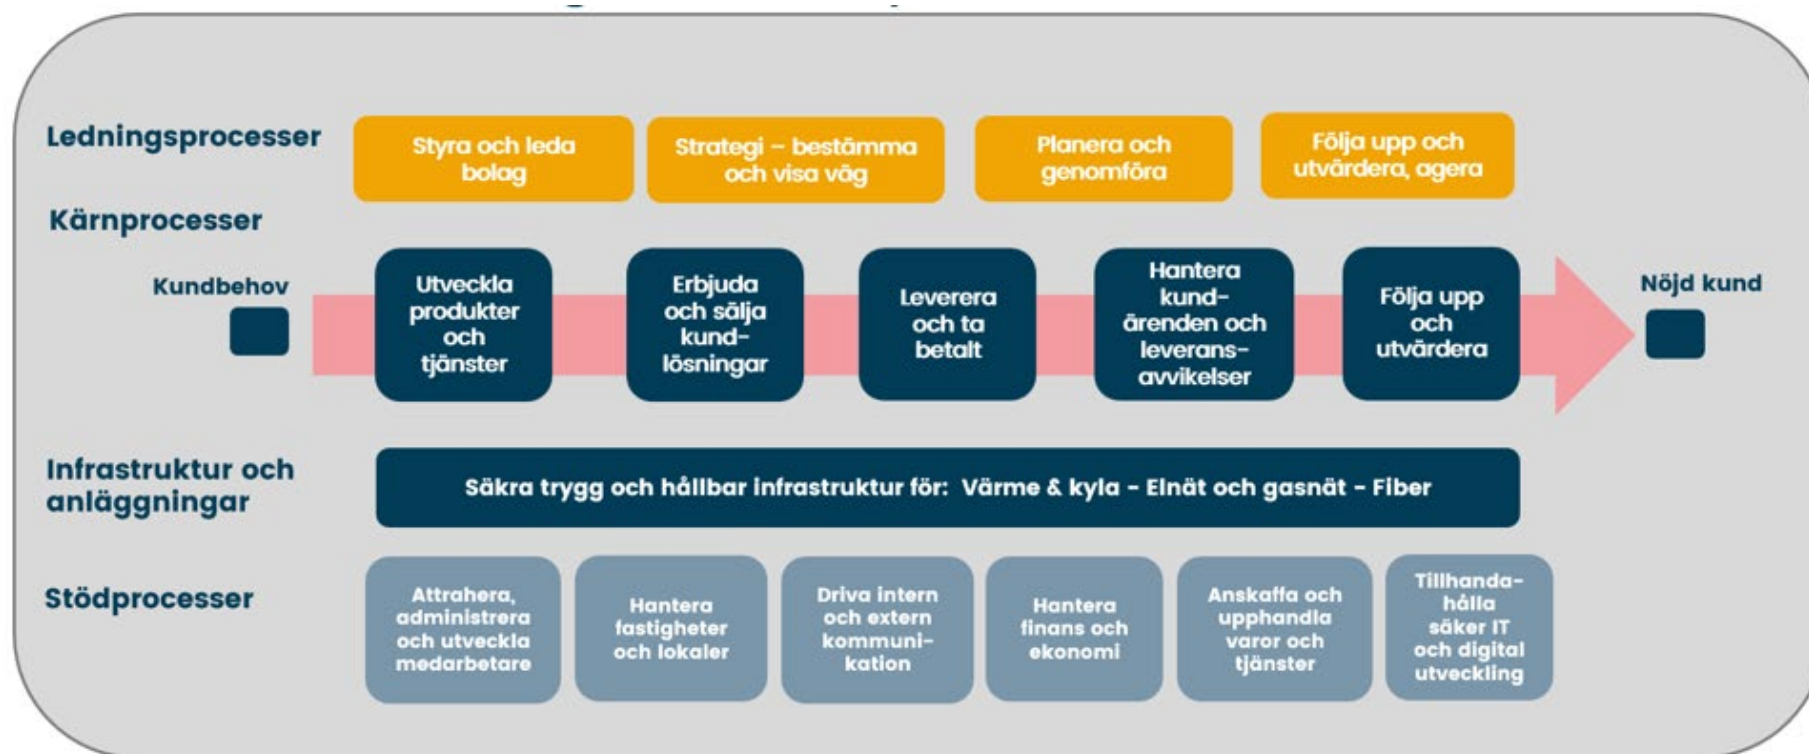 Ledningsprocesser
Styra och leda
bolag
Strategi – bestämma
och visa väg
Planera och
genomföra
Följa upp och
utvärdera, agera
Kärnprocesser
Kundbehov
Utveckla
produkter
och
tjänster
Erbjuda
och sälja
kund-
lösningar
Leverera
och ta
betalt
Hantera
kund-
ärenden och
leverans-
avvikelser
Följa upp
och
utvärdera
Nöjd kund
Infrastruktur och
anläggningar
Säkra trygg och hållbar infrastruktur för: Värme & kyla - Elnät och gasnät - Fiber
Stödprocesser
Attrahera,
administrera
och utveckla
medarbetare
Hantera
fastigheter
och lokaler
Driva intern
och extern
kommuni-
kation
Hantera
finans och
ekonomi
Anskaffa och
upphandla
varor och
tjänster
Tillhanda-
hålla
säker IT
och digital
utveckling